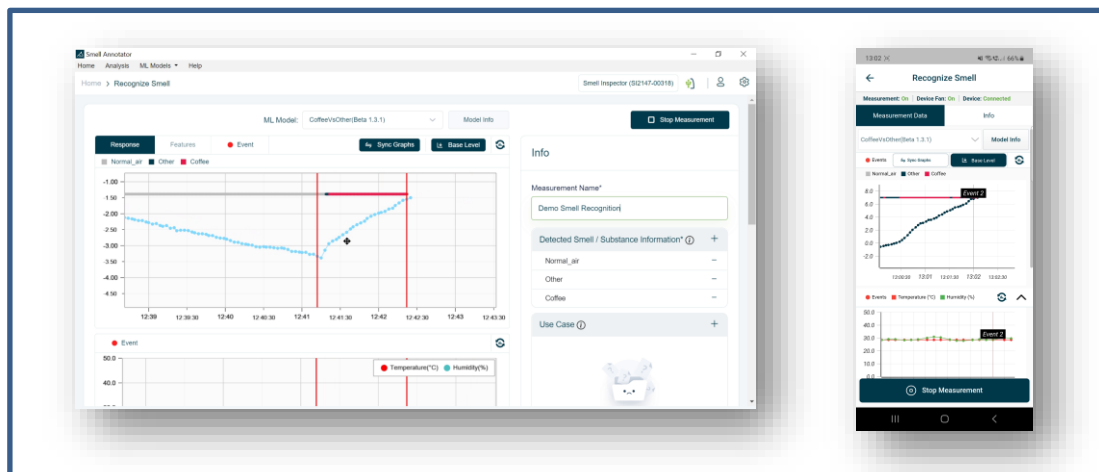 Smell Annotator
Home Analysis ML Models Help
Home > Recognize Smell
Smell Inspector (SI2147-00318)
ML Model: CoffeeVsOther(Beta 1.3.1) Model Info
Stop Measurement
Response Features Event Sync Graphs Base Level
Normal_air Other Coffee
-1.00
-1.50
-2.00
-2.50
-3.00
-3.50
-4.00
-4.50
12:39 12:39:30 12:40 12:40:30 12:41 12:41:30 12:42 12:42:30 12:43 12:43:30
Event
50.0
40.0
Temperature(°C) Humidity(%)
Info
Measurement Name*
Demo Smell Recognition
Detected Smell / Substance Information*
Normal_air
Other
Coffee
Use Case
13:02 66%
Recognize Smell
Measurement: On Device Fan: On Device: Connected
Measurement Data Info
CoffeeVsOther(Beta 1.3.1) Model Info
Events Sync Graphs Base Level
Normal_air Other Coffee
8.0
6.0
4.0
2.0
0.0
-2.0
Event 2
12:00:30 13:01 12:01:30 13:02 13:02:30
Events Temperature (°C) Humidity (%)
50.0
40.0
30.0
20.0
10.0
0.0
Event 2
Stop Measurement